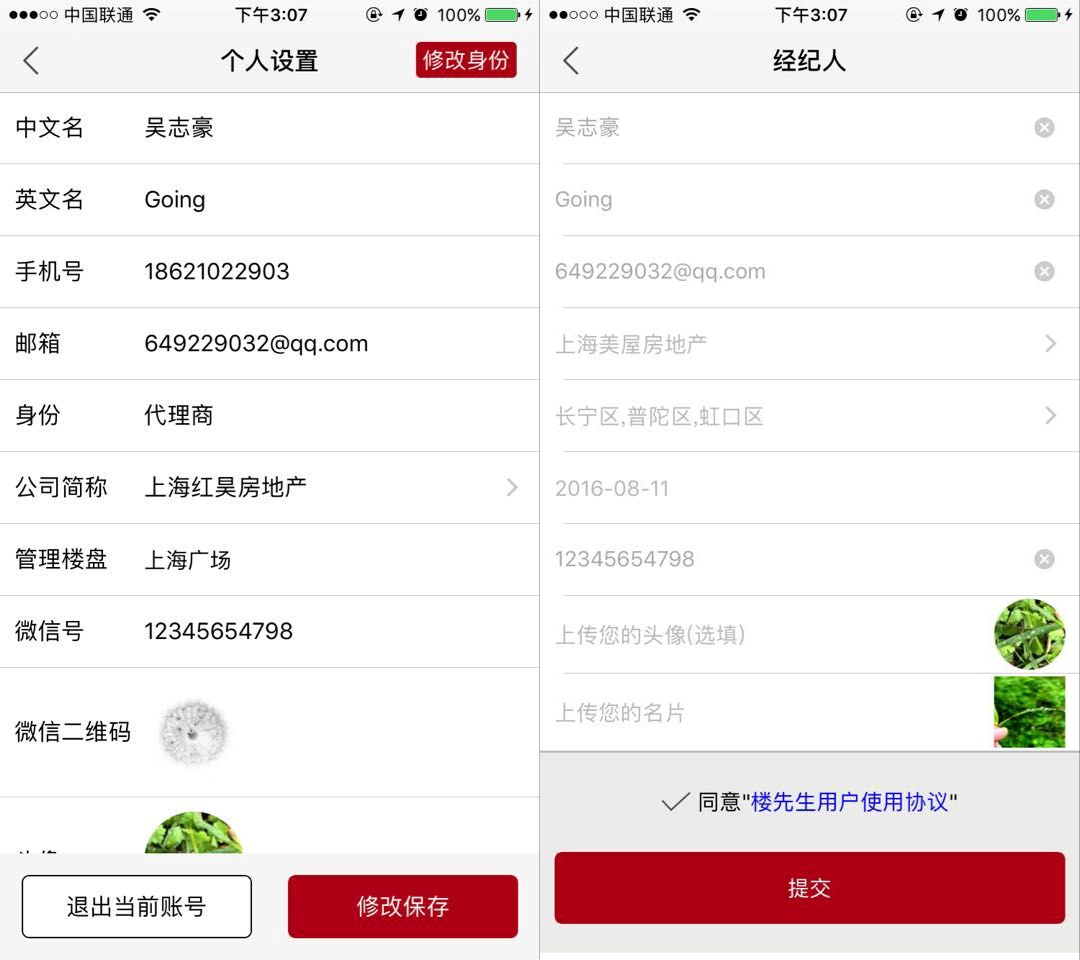 中国联通 下午3:07 100%
个人设置 修改身份
中文名 吴志豪
英文名 Going
手机号 18621022903
邮箱 649229032@qq.com
身份 代理商
公司简称 上海红昊房地产
管理楼盘 上海广场
微信号 12345654798
微信二维码
退出当前账号 修改保存
中国联通 下午3:07 100%
经纪人
吴志豪
Going
649229032@qq.com
上海美屋房地产
长宁区,普陀区,虹口区
2016-08-11
12345654798
上传您的头像(选填)
上传您的名片
同意"楼先生用户使用协议"
提交